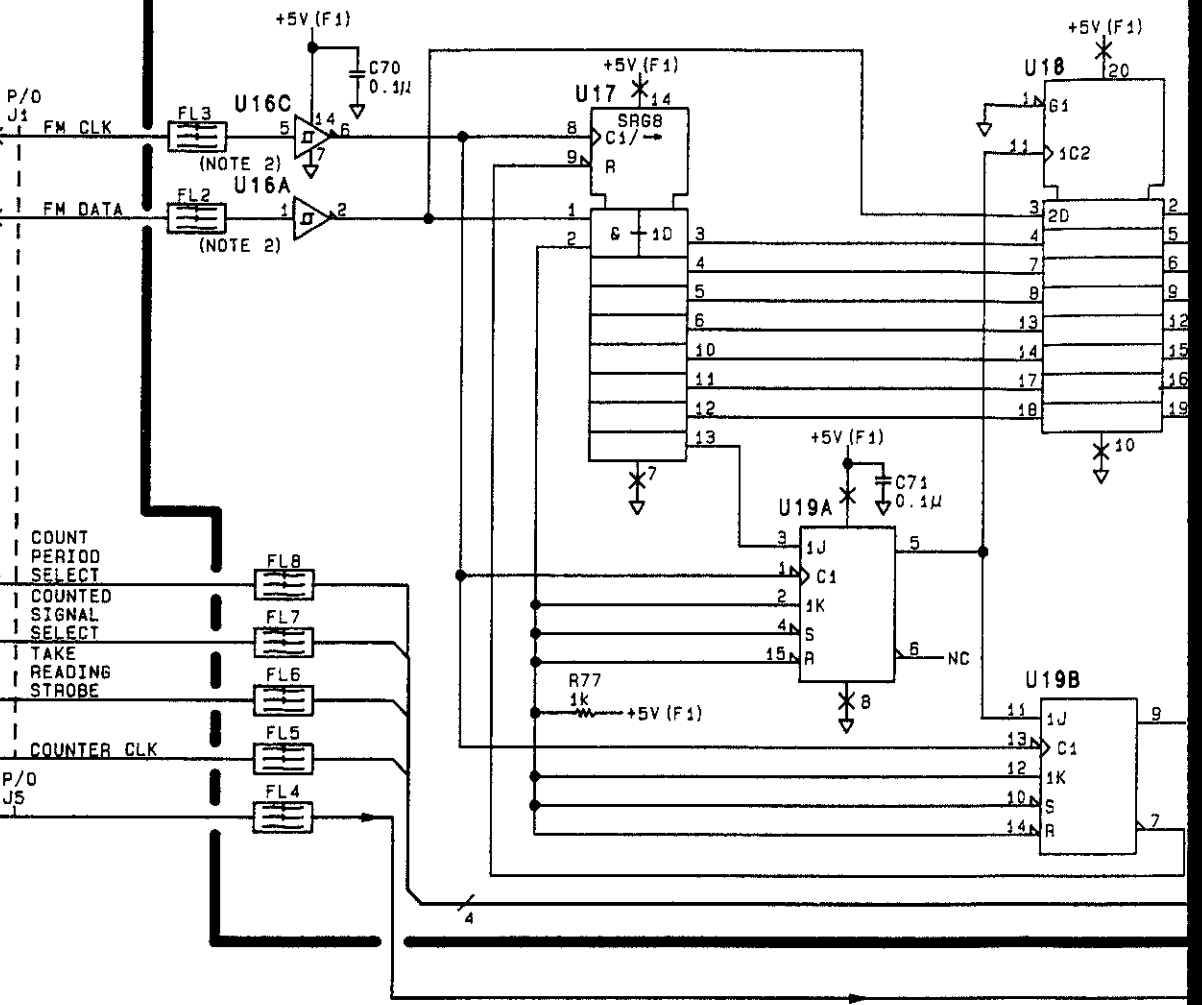 +5V(F1)
C70
0.1µ
P/O
J1
FM CLK
FL3
(NOTE 2)
U16C
5
14
6
7
FM DATA
FL2
(NOTE 2)
U16A
1
2
+5V(F1)
U17
14
SRG8
8
C1/→
9
R
1
2
&
1D
3
4
5
6
10
11
12
13
7
+5V(F1)
U18
20
1
G1
11
1C2
3
2D
4
7
8
13
14
17
18
2
5
6
9
12
15
16
19
10
+5V(F1)
C71
0.1µ
U19A
3
1J
1
C1
2
1K
4
S
15
R
5
6
NC
8
R77
1k
+5V(F1)
U19B
11
1J
13
C1
12
1K
10
S
14
R
9
7
COUNT
PERIOD
SELECT
FL8
COUNTED
SIGNAL
SELECT
FL7
TAKE
READING
STROBE
FL6
COUNTER CLK
FL5
P/O
J5
FL4
4